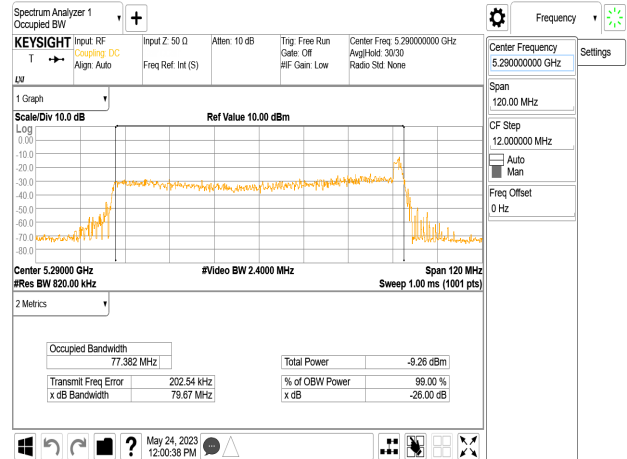 Spectrum Analyzer 1
Occupied BW
Frequency
KEYSIGHT
Input: RF
Coupling: DC
Align: Auto
Input Z: 50 Ω
Freq Ref: Int (S)
Atten: 10 dB
Trig: Free Run
Gate: Off
#IF Gain: Low
Center Freq: 5.290000000 GHz
Avg|Hold: 30/30
Radio Std: None
T
LXI
Center Frequency
5.290000000 GHz
Settings
Span
120.00 MHz
CF Step
12.000000 MHz
Auto
Man
Freq Offset
0 Hz
1 Graph
Scale/Div 10.0 dB
Ref Value 10.00 dBm
Log
0.00
-10.0
-20.0
-30.0
-40.0
-50.0
-60.0
-70.0
-80.0
Center 5.29000 GHz
#Video BW 2.4000 MHz
Span 120 MHz
#Res BW 820.00 kHz
Sweep 1.00 ms (1001 pts)
2 Metrics
Occupied Bandwidth
77.382 MHz
Total Power -9.26 dBm
Transmit Freq Error 202.54 kHz
% of OBW Power 99.00 %
x dB Bandwidth 79.67 MHz
x dB -26.00 dB
May 24, 2023
12:00:38 PM